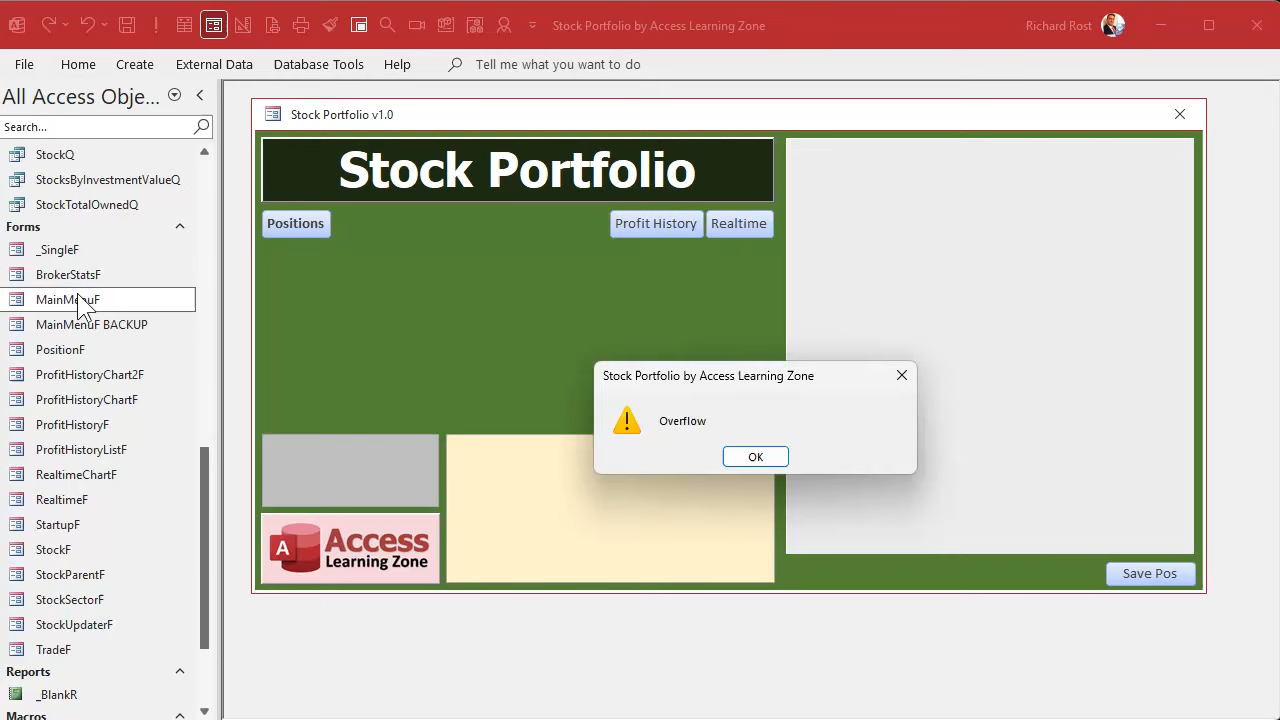 Stock Portfolio by Access Learning Zone
Richard Rost
File Home Create External Data Database Tools Help Tell me what you want to do
All Access Obje...
Search...
StockQ
StocksByInvestmentValueQ
StockTotalOwnedQ
Forms
_SingleF
BrokerStatsF
MainMenuF
MainMenuF BACKUP
PositionF
ProfitHistoryChart2F
ProfitHistoryChartF
ProfitHistoryF
ProfitHistoryListF
RealtimeChartF
RealtimeF
StartupF
StockF
StockParentF
StockSectorF
StockUpdaterF
TradeF
Reports
_BlankR
Macros
Stock Portfolio v1.0
Stock Portfolio
Positions Profit History Realtime
Stock Portfolio by Access Learning Zone
Overflow
OK
A Access
Learning Zone
Save Pos